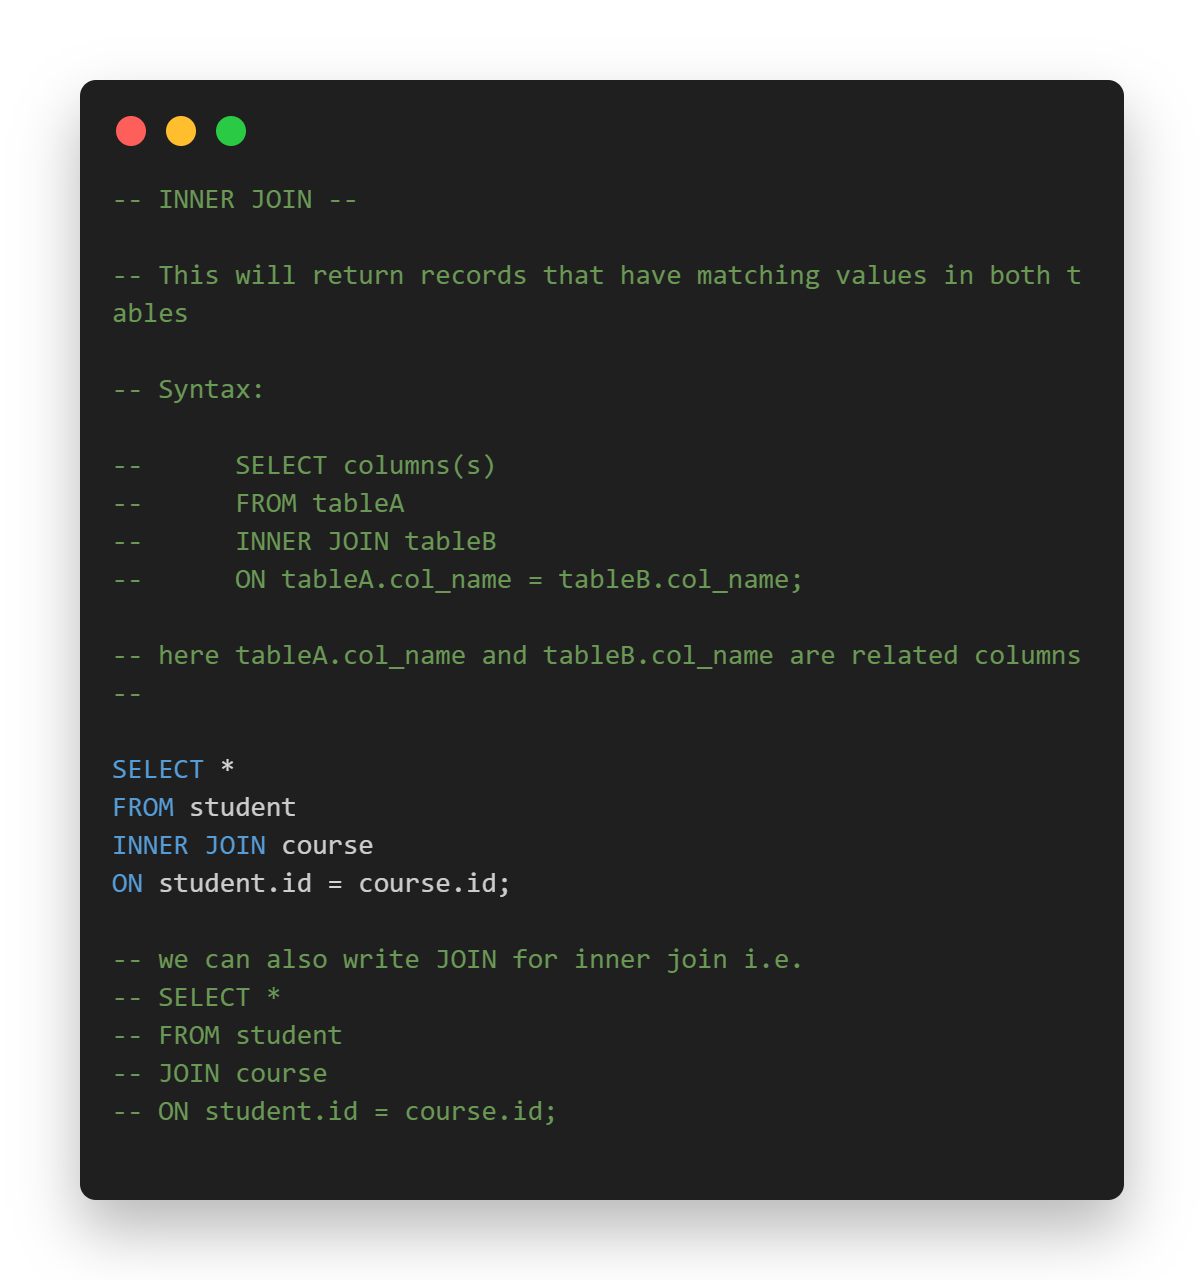 -- INNER JOIN --
-- This will return records that have matching values in both t
ables
-- Syntax:
--      SELECT columns(s)
--      FROM tableA
--      INNER JOIN tableB
--      ON tableA.col_name = tableB.col_name;
-- here tableA.col_name and tableB.col_name are related columns
--
SELECT *
FROM student
INNER JOIN course
ON student.id = course.id;
-- we can also write JOIN for inner join i.e.
-- SELECT *
-- FROM student
-- JOIN course
-- ON student.id = course.id;